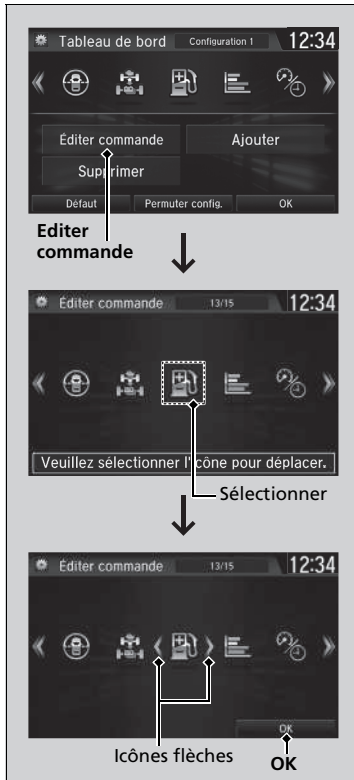 Tableau de bord Configuration 1 12:34
Éditer commande Ajouter
Supprimer
Défaut Permuter config. OK
Editer
commande
Éditer commande 13/15 12:34
Veuillez sélectionner l'icône pour déplacer.
Sélectionner
Éditer commande 13/15 12:34
OK
Icônes flèches
OK